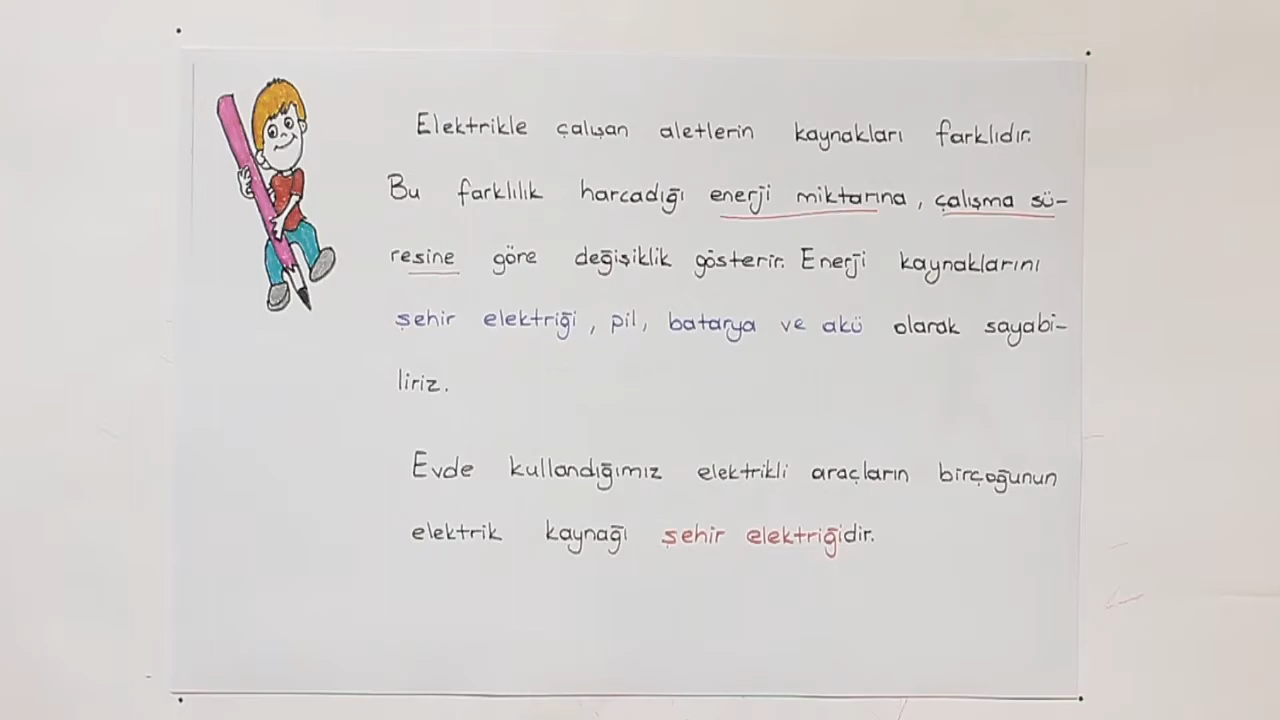 Elektrikle çalışan aletlerin kaynakları farklıdır.
Bu farklılık harcadığı enerji miktarına, çalışma sü-
resine göre değişiklik gösterir. Enerji kaynaklarını
şehir elektriği, pil, batarya ve akü olarak sayabi-
liriz.
Evde kullandığımız elektrikli araçların birçoğunun
elektrik kaynağı şehir elektriğidir.